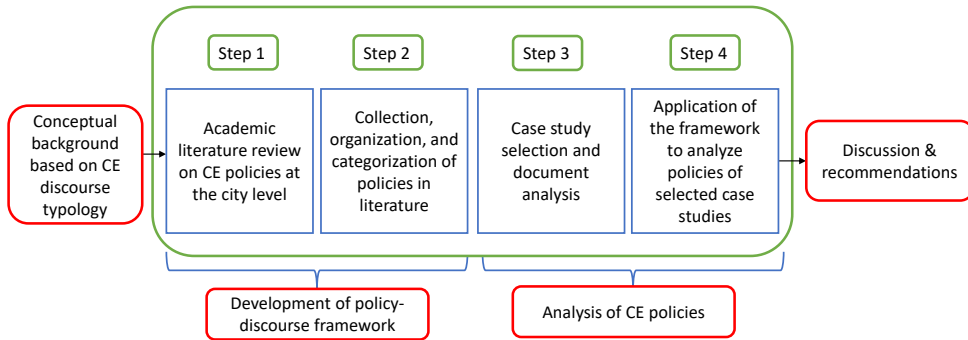 Step 1
Step 2
Step 3
Step 4
Conceptual
background
based on CE
discourse
typology
Academic
literature review
on CE policies at
the city level
Collection,
organization, and
categorization of
policies in
literature
Case study
selection and
document
analysis
Application of
the framework
to analyze
policies of
selected case
studies
Discussion &
recommendations
Development of policy-
discourse framework
Analysis of CE policies